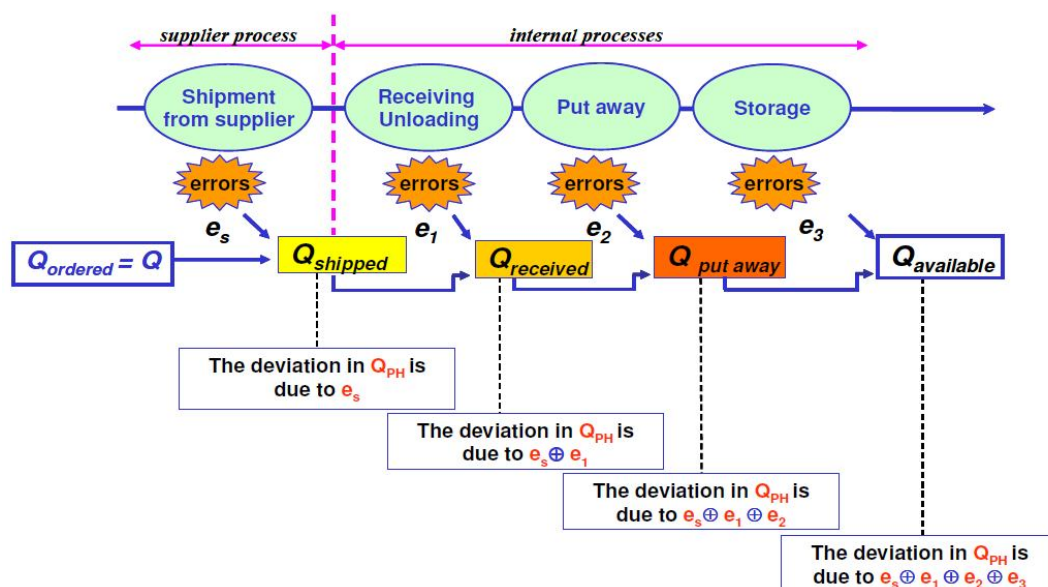 supplier process
internal processes
Shipment
from supplier
Receiving
Unloading
Put away
Storage
errors
errors
errors
errors
es
e1
e2
e3
Qordered = Q
Qshipped
Qreceived
Q put away
Qavailable
The deviation in QPH is
due to es
The deviation in QPH is
due to es ⊕ e1
The deviation in QPH is
due to es ⊕ e1 ⊕ e2
The deviation in QPH is
due to es ⊕ e1 ⊕ e2 ⊕ e3